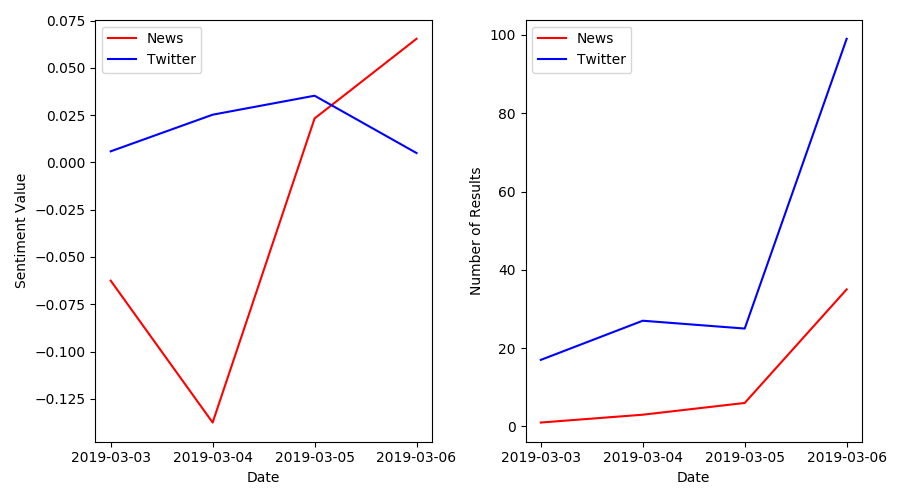 0.075
0.050
0.025
0.000
−0.025
−0.050
−0.075
−0.100
−0.125
Sentiment Value
News
Twitter
2019-03-03 2019-03-04 2019-03-05 2019-03-06
Date
100
80
60
40
20
0
Number of Results
News
Twitter
2019-03-03 2019-03-04 2019-03-05 2019-03-06
Date